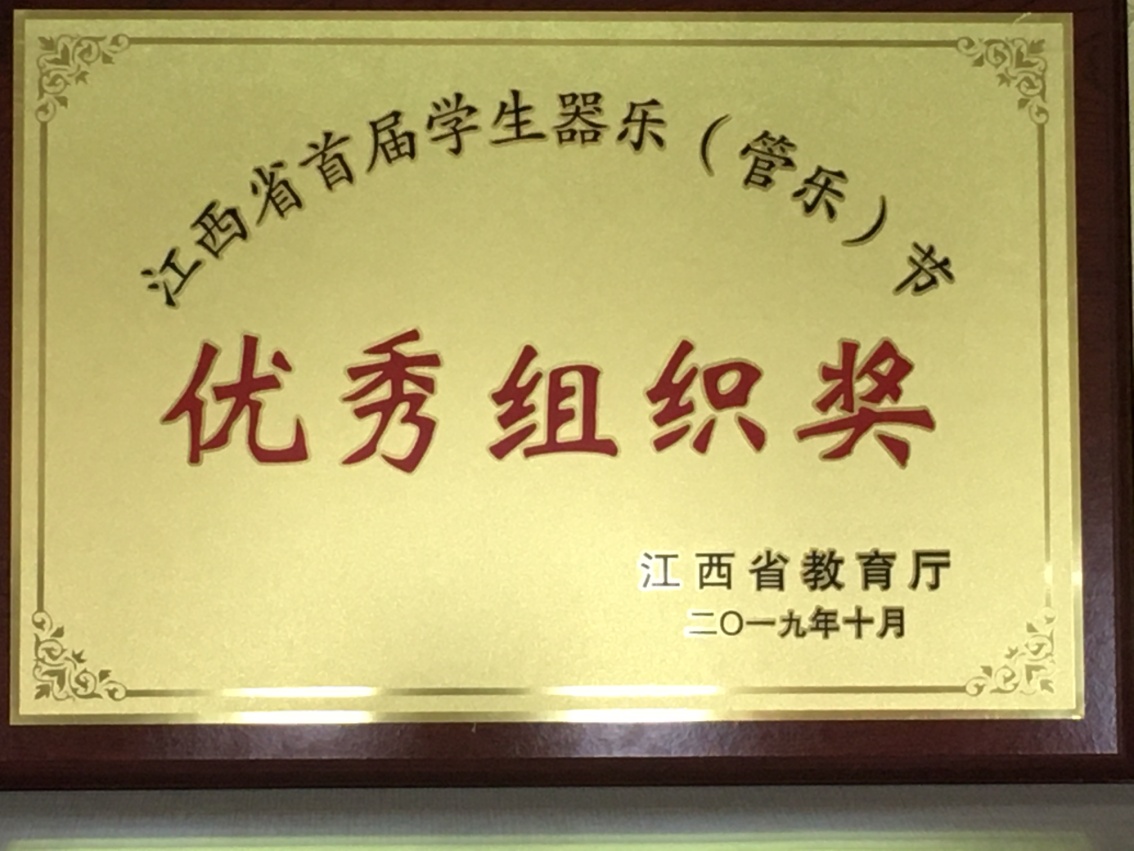 江西省首届学生器乐（管乐）节
优秀组织奖
江西省教育厅
二〇一九年十月